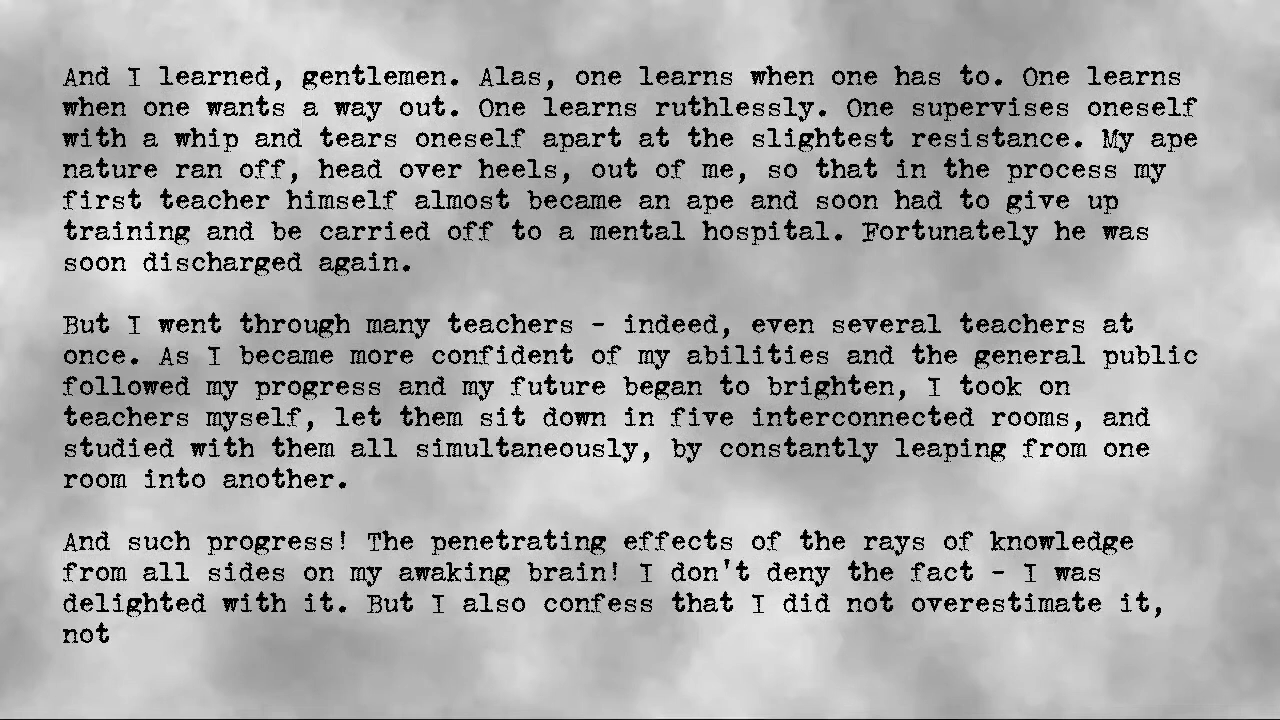 And I learned, gentlemen. Alas, one learns when one has to. One learns
when one wants a way out. One learns ruthlessly. One supervises oneself
with a whip and tears oneself apart at the slightest resistance. My ape
nature ran off, head over heels, out of me, so that in the process my
first teacher himself almost became an ape and soon had to give up
training and be carried off to a mental hospital. Fortunately he was
soon discharged again.

But I went through many teachers - indeed, even several teachers at
once. As I became more confident of my abilities and the general public
followed my progress and my future began to brighten, I took on
teachers myself, let them sit down in five interconnected rooms, and
studied with them all simultaneously, by constantly leaping from one
room into another.

And such progress! The penetrating effects of the rays of knowledge
from all sides on my awaking brain! I don't deny the fact - I was
delighted with it. But I also confess that I did not overestimate it,
not